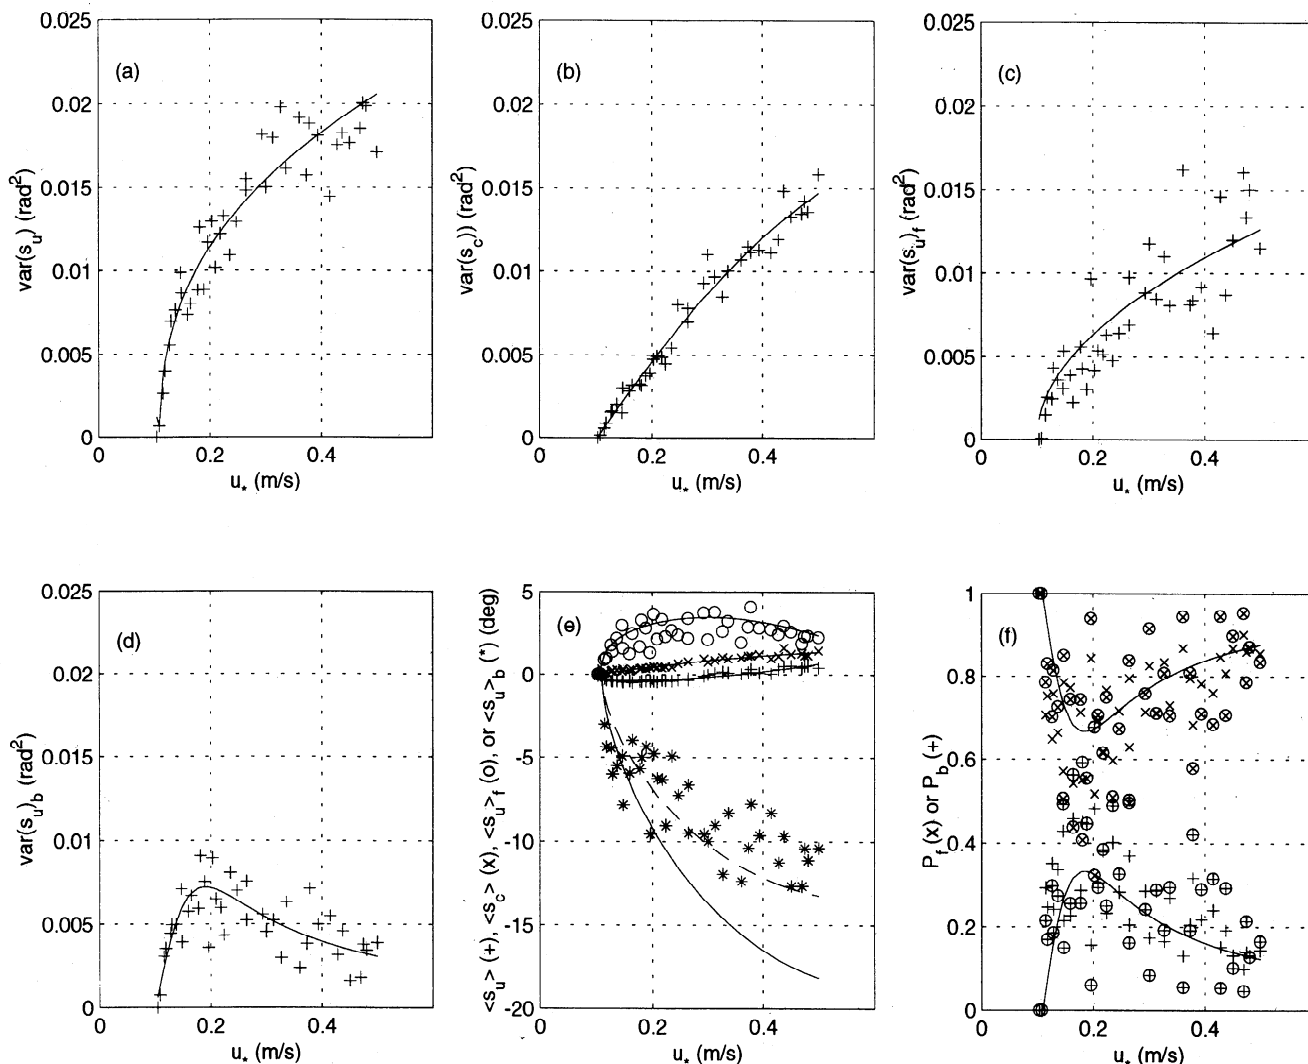 (a)
0.025
0.02
0.015
0.01
0.005
0
var(s_u) (rad^2)
0 0.2 0.4
u_* (m/s)
(b)
0.025
0.02
0.015
0.01
0.005
0
var(s_c)) (rad^2)
0 0.2 0.4
u_* (m/s)
(c)
0.025
0.02
0.015
0.01
0.005
0
var(s_u)_f (rad^2)
0 0.2 0.4
u_* (m/s)
(d)
0.025
0.02
0.015
0.01
0.005
0
var(s_u)_b (rad^2)
0 0.2 0.4
u_* (m/s)
(e)
5
0
-5
-10
-15
-20
<s_u> (+), <s_c> (x), <s_u>_f (o), or <s_u>_b (*) (deg)
0 0.2 0.4
u_* (m/s)
(f)
1
0.8
0.6
0.4
0.2
0
P_f (x) or P_b (+)
0 0.2 0.4
u_* (m/s)